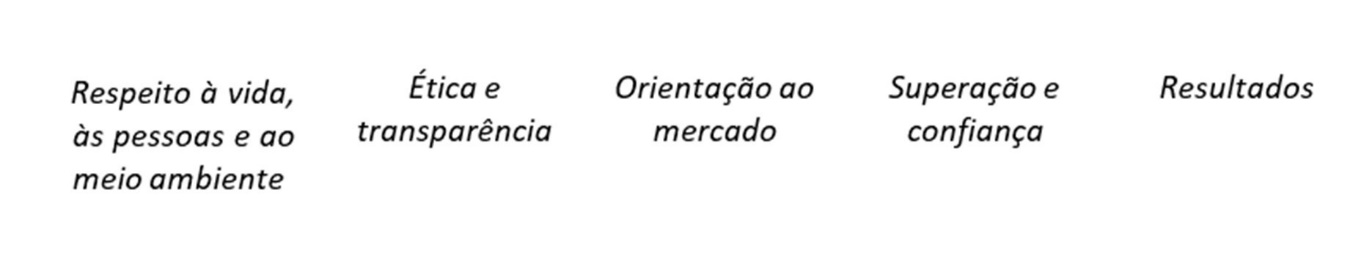 Respeito à vida,
às pessoas e ao
meio ambiente
Ética e
transparência
Orientação ao
mercado
Superação e
confiança
Resultados